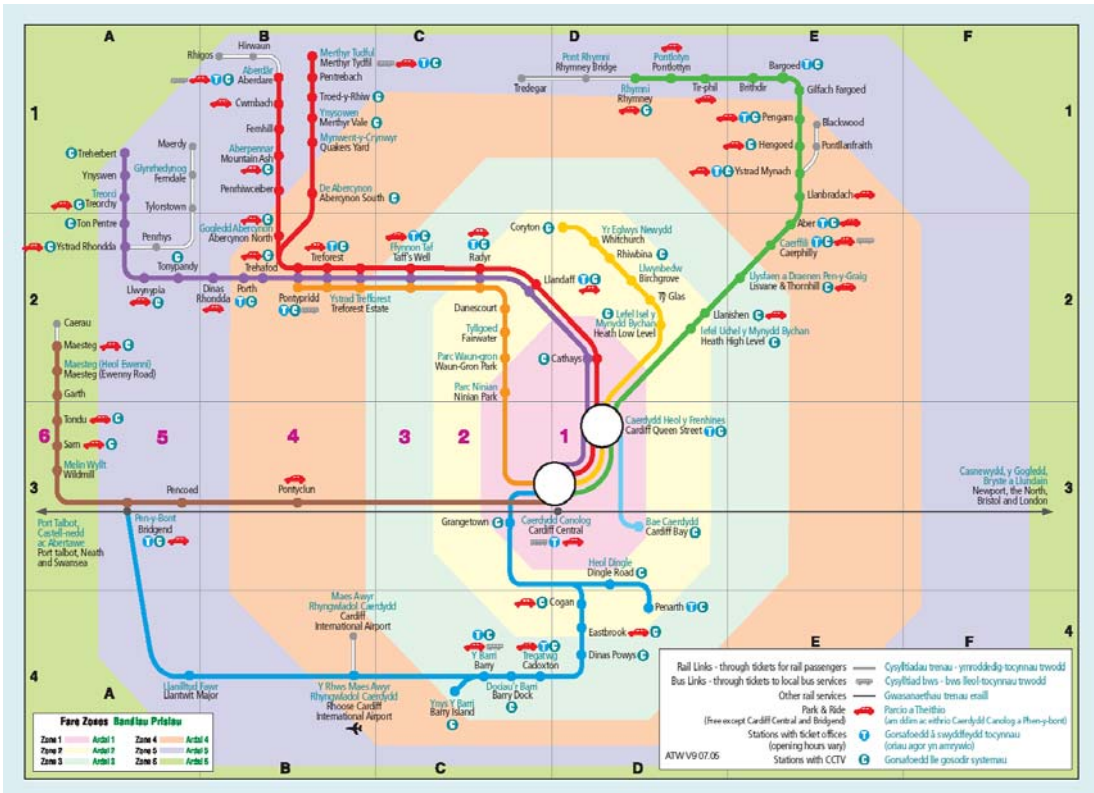 A
B
C
D
E
F
Rhigos
Hirwaun
Aberdâr
Aberdare
Cwmbach
Fernhill
Aberpennar
Mountain Ash
Penrhiwceiber
Gogledd Abercynon
Abercynon North
Merthyr Tudful
Merthyr Tydfil
Pentrebach
Troed-y-Rhiw
Ynysowen
Merthyr Vale
Mynwent-y-Crynwyr
Quakers Yard
De Abercynon
Abercynon South
Pont Rhymni
Rhymney Bridge
Tredegar
Rhymni
Rhymney
Pontlotyn
Pontlottyn
Tir-phil
Brithdir
Bargoed
Gilfach Fargoed
Pengam
Hengoed
Ystrad Mynach
Blackwood
Pontllanfraith
Llanbradach
Aber
Caerffili
Caerphilly
Llysfaen a Draenen Pen-y-Graig
Lisvane & Thornhill
Llanishen
Lefel Uchel y Mynydd Bychan
Heath High Level
1
1
Treherbert
Ynyswen
Treorci
Treorchy
Ton Pentre
Ystrad Rhondda
Maerdy
Glynrhedynog
Ferndale
Tylorstown
Penrhys
Tonypandy
Llwynypia
Dinas
Rhondda
Porth
Trehafod
Treforest
Pontypridd
Ystrad Trefforest
Treforest Estate
Ffynnon Taf
Taff's Well
Radyr
Danescourt
Tyllgoed
Fairwater
Parc Waun-gron
Waun-Gron Park
Parc Ninian
Ninian Park
Llandaff
Cathays
Coryton
Yr Eglwys Newydd
Whitchurch
Rhiwbina
Llwynbedw
Birchgrove
Tŷ Glas
Lefel Isel y
Mynydd Bychan
Heath Low Level
2
2
Caerau
Maesteg
Maesteg (Heol Ewenni)
Maesteg (Ewenny Road)
Garth
Tondu
Sarn
Melin Wyllt
Wildmill
6
5
4
3
2
1
Caerdydd Heol y Frenhines
Cardiff Queen Street
3
3
Pencoed
Pontyclun
Pen-y-Bont
Bridgend
Port Talbot,
Castell-nedd
ac Abertawe
Port talbot, Neath
and Swansea
Casnewydd, y Gogledd,
Bryste a Llundain
Newport, the North,
Bristol and London
Grangetown
Caerdydd Canolog
Cardiff Central
Bae Caerdydd
Cardiff Bay
Heol Dingle
Dingle Road
Penarth
Cogan
Eastbrook
Dinas Powys
Maes Awyr
Rhyngwladol Caerdydd
Cardiff
International Airport
Y Barri
Barry
Tregatwg
Cadoxton
Dociau'r Barri
Barry Dock
Ynys Y Barri
Barry Island
Y Rhws Maes Awyr
Rhyngwladol Caerdydd
Rhoose Cardiff
International Airport
Llanilltud Fawr
Llantwit Major
4
4
A
E
F
Fare Zones Bandiau Prisiau
Zone 1 Ardal 1
Zone 2 Ardal 2
Zone 3 Ardal 3
Zone 4 Ardal 4
Zone 5 Ardal 5
Zone 6 Ardal 6
Rail Links - through tickets for rail passengers Cysylltiadau trenau - ymroddedig-tocynnau trwodd
Bus Links - through tickets to local bus services Cysylltiad bws - bws lleol-tocynnau trwodd
Other rail services Gwasanaethau trenau eraill
Park & Ride Parcio a Theithio
(Free except Cardiff Central and Bridgend) (am ddim ac eithrio Caerdydd Canolog a Phen-y-bont)
Stations with ticket offices Gorsafoedd â swyddfeydd tocynnau
(opening hours vary) (oriau agor yn amrywio)
ATW V9 07.05
Stations with CCTV Gorsafoedd lle gosodir systemau
B
C
D